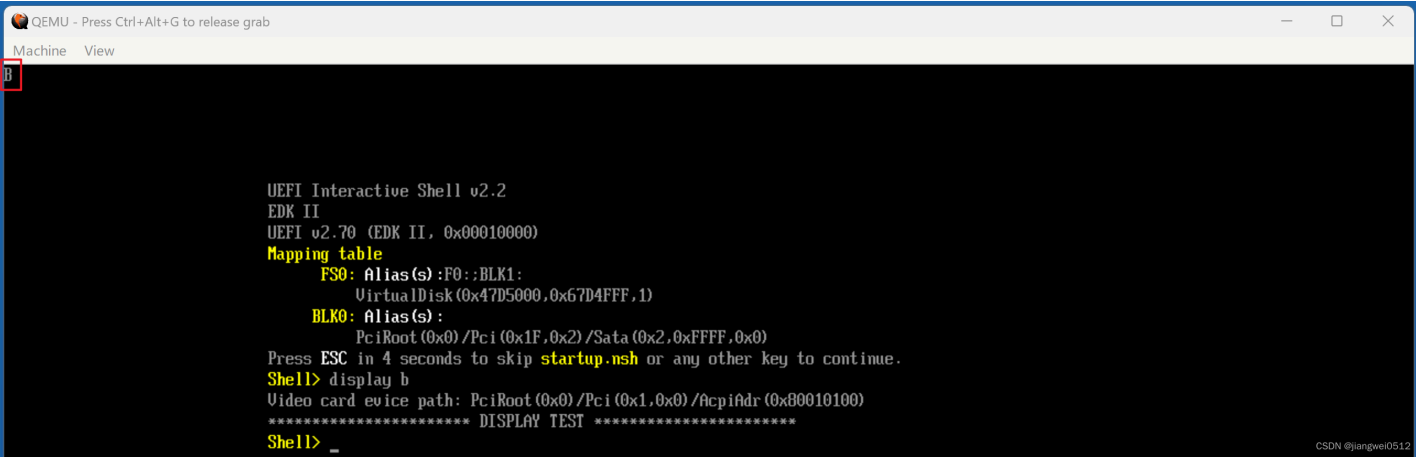 QEMU - Press Ctrl+Alt+G to release grab
Machine View
B
UEFI Interactive Shell v2.2
EDK II
UEFI v2.70 (EDK II, 0x00010000)
Mapping table
FS0: Alias(s):F0:;BLK1:
VirtualDisk(0x47D5000,0x67D4FFF,1)
BLK0: Alias(s):
PciRoot(0x0)/Pci(0x1F,0x2)/Sata(0x2,0xFFFF,0x0)
Press ESC in 4 seconds to skip startup.nsh or any other key to continue.
Shell> display b
Video card evice path: PciRoot(0x0)/Pci(0x1,0x0)/AcpiAdr(0x80010100)
*********************** DISPLAY TEST ***********************
Shell> _
CSDN @jiangwei0512